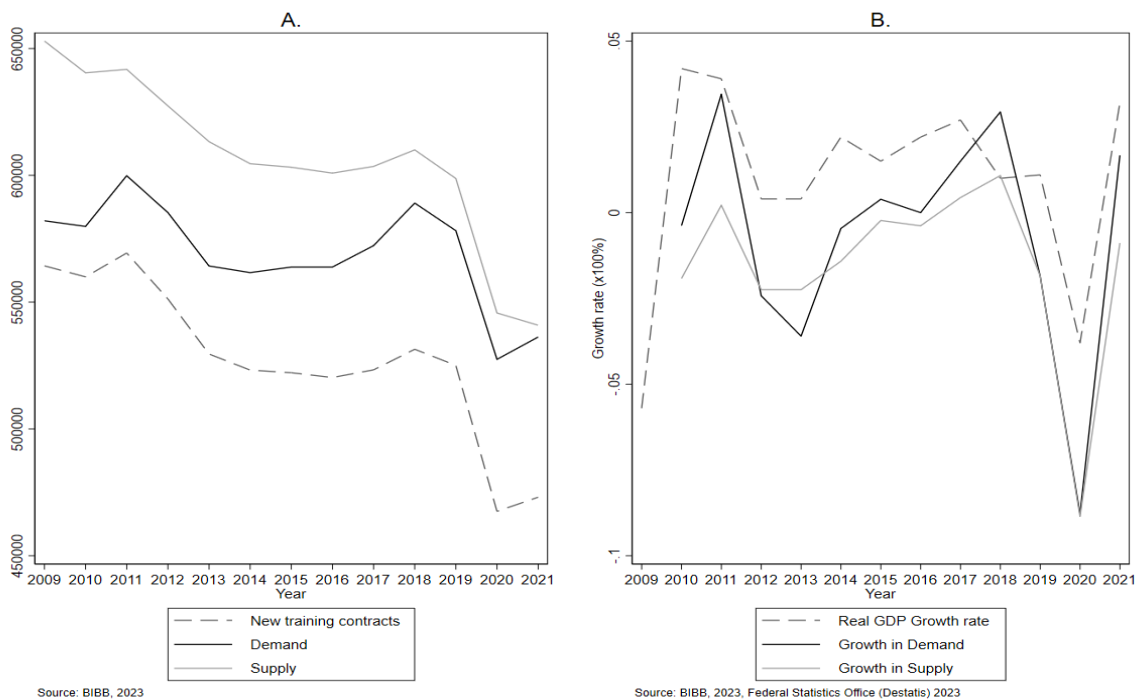 A.
650000
600000
550000
500000
450000
2009 2010 2011 2012 2013 2014 2015 2016 2017 2018 2019 2020 2021
Year
New training contracts
Demand
Supply
Source: BIBB, 2023
B.
Growth rate (x100%)
.05
0
-.05
-.1
2009 2010 2011 2012 2013 2014 2015 2016 2017 2018 2019 2020 2021
Year
Real GDP Growth rate
Growth in Demand
Growth in Supply
Source: BIBB, 2023, Federal Statistics Office (Destatis) 2023